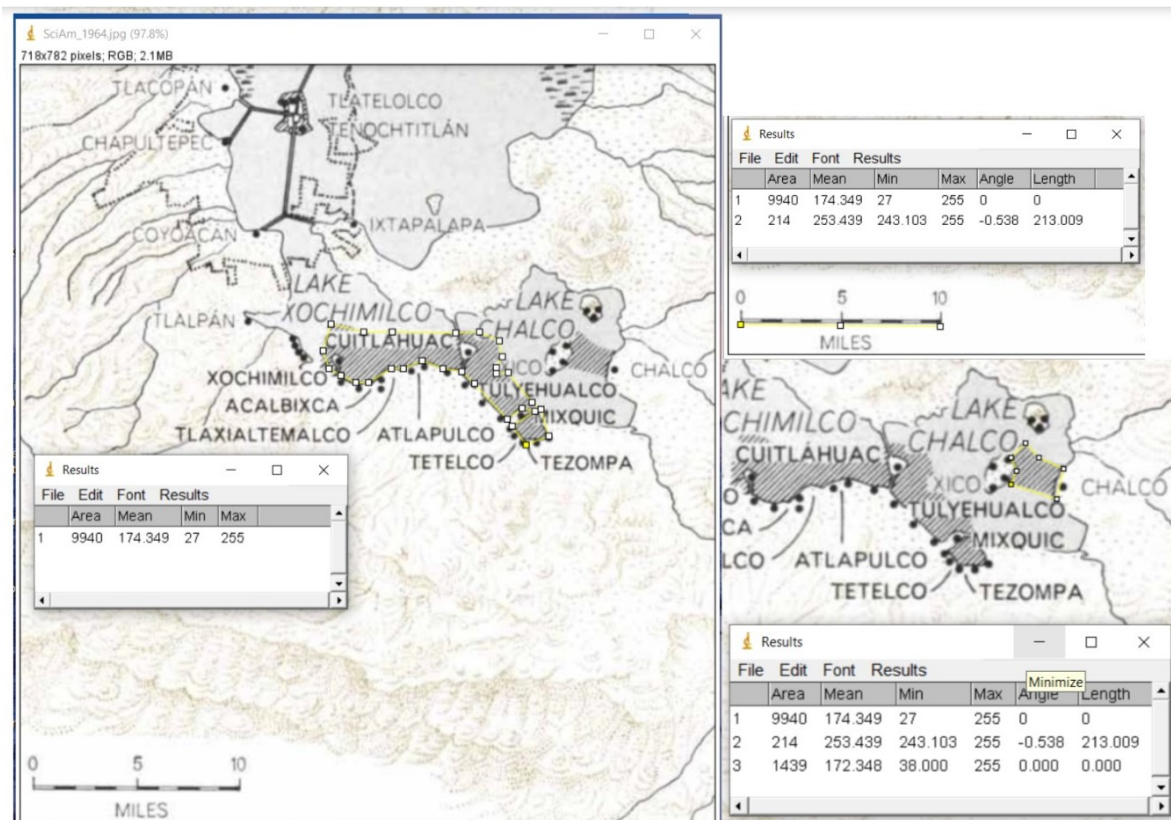 SciAm_1964.jpg (97.8%)
718x782 pixels; RGB; 2.1MB
TLACOPÁN
TLATELOLCO
TENOCHTITLÁN
CHAPULTEPEC
IXTAPALAPA
COYOACÁN
LAKE
XOCHIMILCO
LAKE
CHALCO
TLALPÁN
CUITLÁHUAC
XICO
CHALCO
XOCHIMILCO
TULYEHUALCO
ACALBIXCA
MIXQUIC
TLAXIALTEMALCO
ATLAPULCO
TETELCO
TEZOMPA
Results
File Edit Font Results
Area Mean Min Max
1 9940 174.349 27 255
0 5 10
MILES
Results
File Edit Font Results
Area Mean Min Max Angle Length
1 9940 174.349 27 255 0 0
2 214 253.439 243.103 255 -0.538 213.009
0 5 10
MILES
AKE
CHIMILCO
LAKE
CHALCO
CUITLÁHUAC
XICO
CHALCO
O
TULYEHUALCO
CA
MIXQUIC
LCO
ATLAPULCO
TETELCO
TEZOMPA
Results
File Edit Font Results
Minimize
Area Mean Min Max Angle Length
1 9940 174.349 27 255 0 0
2 214 253.439 243.103 255 -0.538 213.009
3 1439 172.348 38.000 255 0.000 0.000